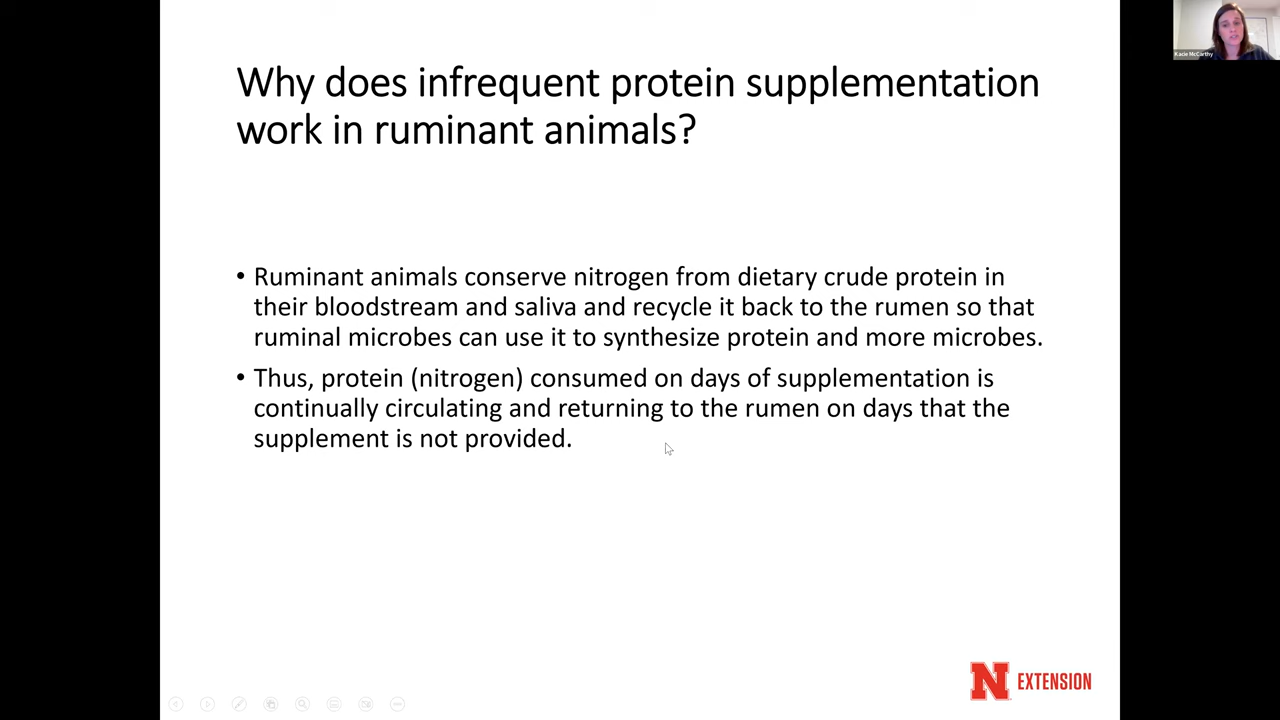 Kacie McCarthy
Why does infrequent protein supplementation
work in ruminant animals?
• Ruminant animals conserve nitrogen from dietary crude protein in
their bloodstream and saliva and recycle it back to the rumen so that
ruminal microbes can use it to synthesize protein and more microbes.
• Thus, protein (nitrogen) consumed on days of supplementation is
continually circulating and returning to the rumen on days that the
supplement is not provided.
N EXTENSION